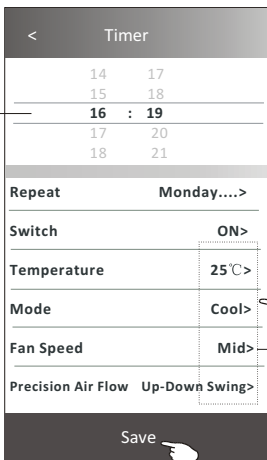 < Timer
14 17
15 18
16 : 19
17 20
18 21
Repeat Monday....>
Switch ON>
Temperature 25℃>
Mode Cool>
Fan Speed Mid>
Precision Air Flow Up-Down Swing>
Save